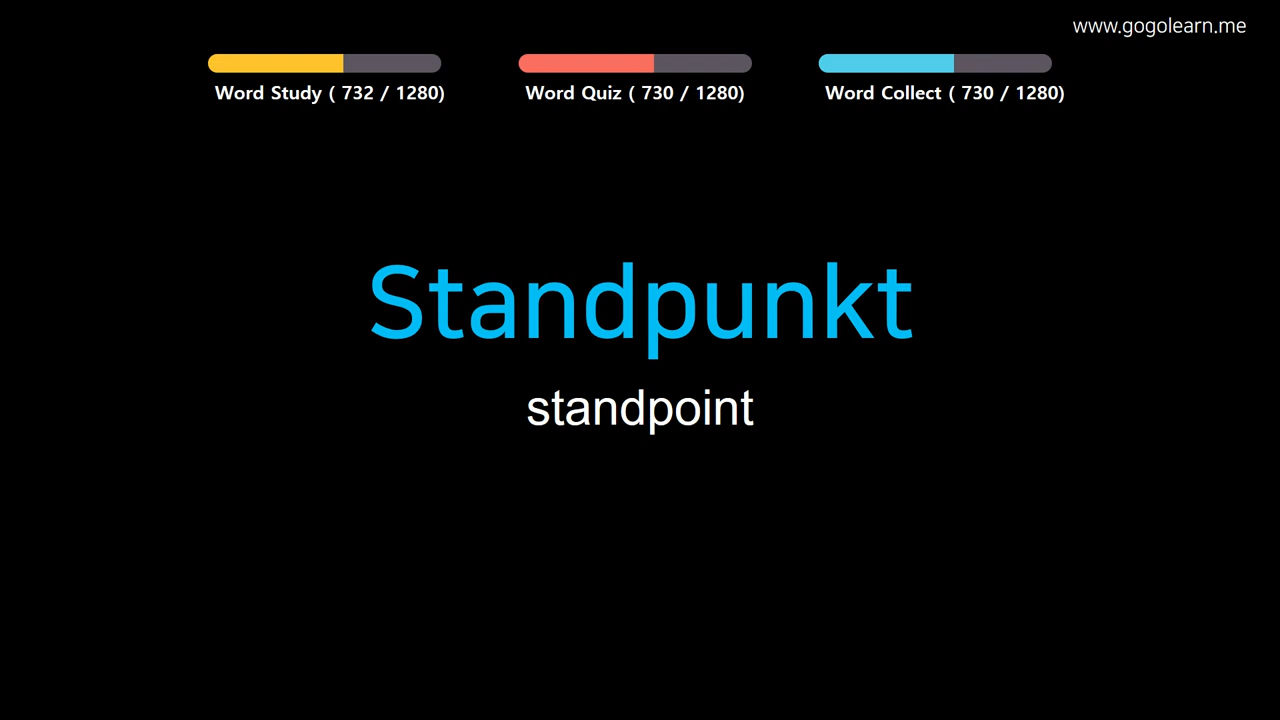 www.gogolearn.me
Word Study ( 732 / 1280)
Word Quiz ( 730 / 1280)
Word Collect ( 730 / 1280)
Standpunkt
standpoint